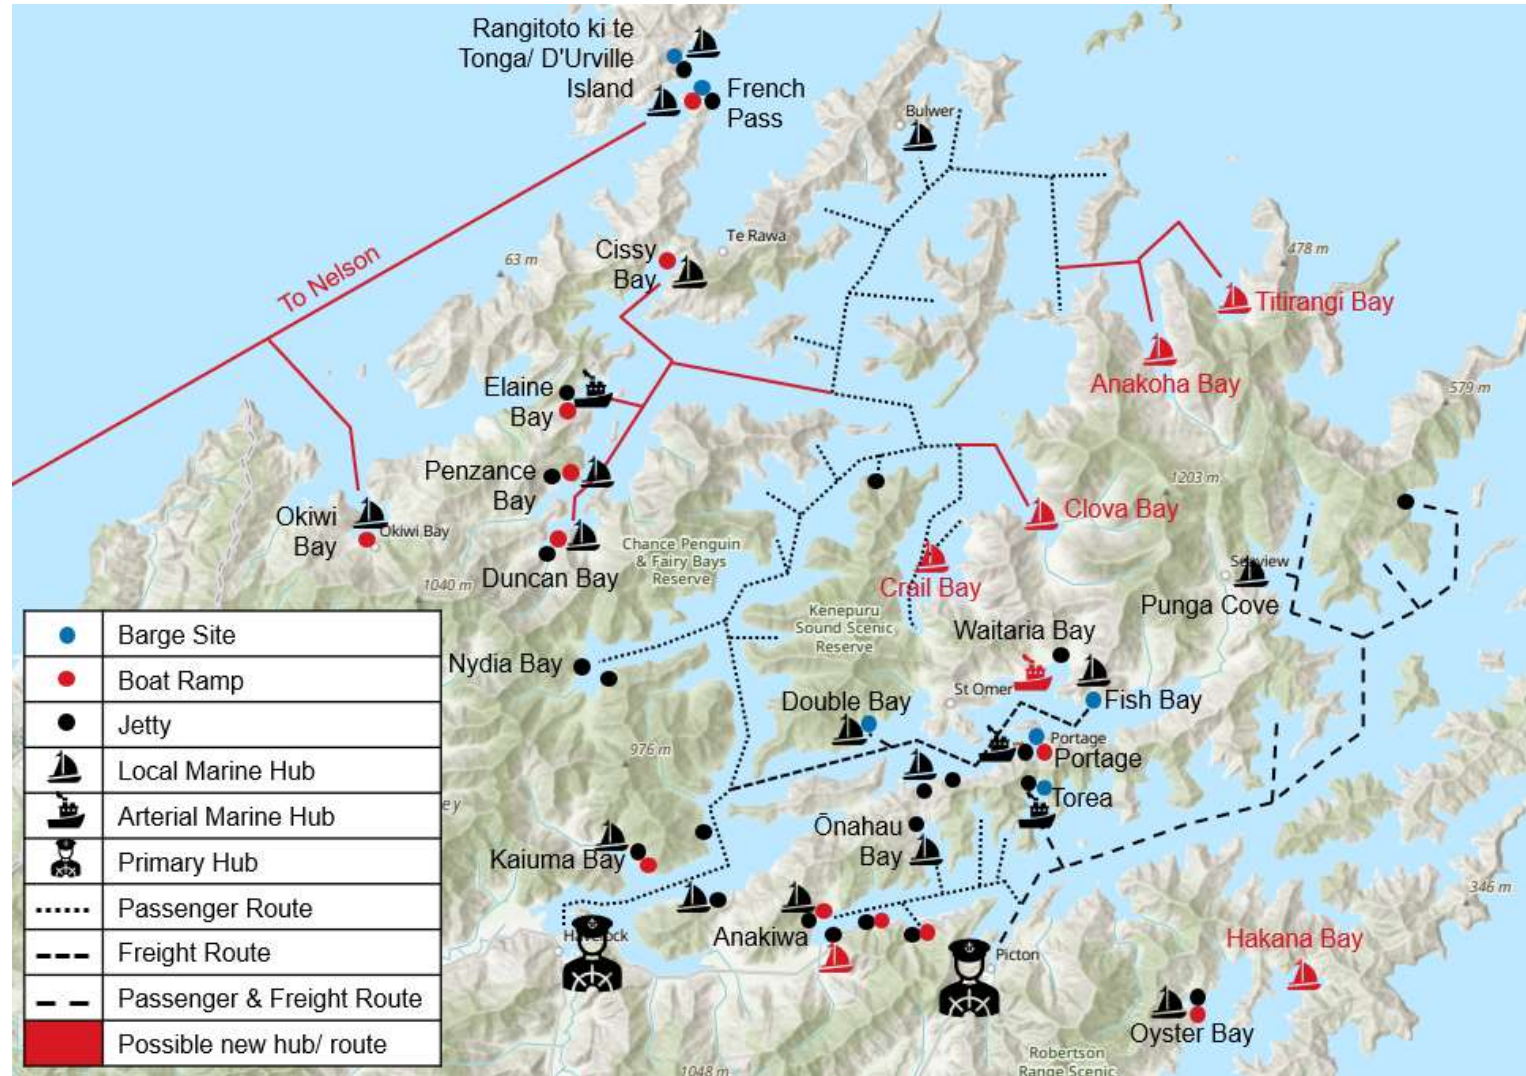 Rangitoto ki te
Tonga/ D'Urville
Island
French
Pass
Bulwer
To Nelson
63 m
Cissy
Bay
Te Rawa
478 m
Titirangi Bay
Anakoha Bay
579 m
Elaine
Bay
Penzance
Bay
1203 m
Okiwi
Bay
Okiwi Bay
Clova Bay
Duncan Bay
Chance Penguin
& Fairy Bays
Reserve
1040 m
Crail Bay
Punga Cove
Kenepuru
Sound Scenic
Reserve
Waitaria Bay
Nydia Bay
St Omer
Fish Bay
Double Bay
Portage
Portage
976 m
Torea
ey
Ōnahau
Bay
Kaiuma Bay
346 m
Anakiwa
Picton
Hakana Bay
Oyster Bay
Robertson
Range Scenic
1048 m
Barge Site
Boat Ramp
Jetty
Local Marine Hub
Arterial Marine Hub
Primary Hub
Passenger Route
Freight Route
Passenger & Freight Route
Possible new hub/ route